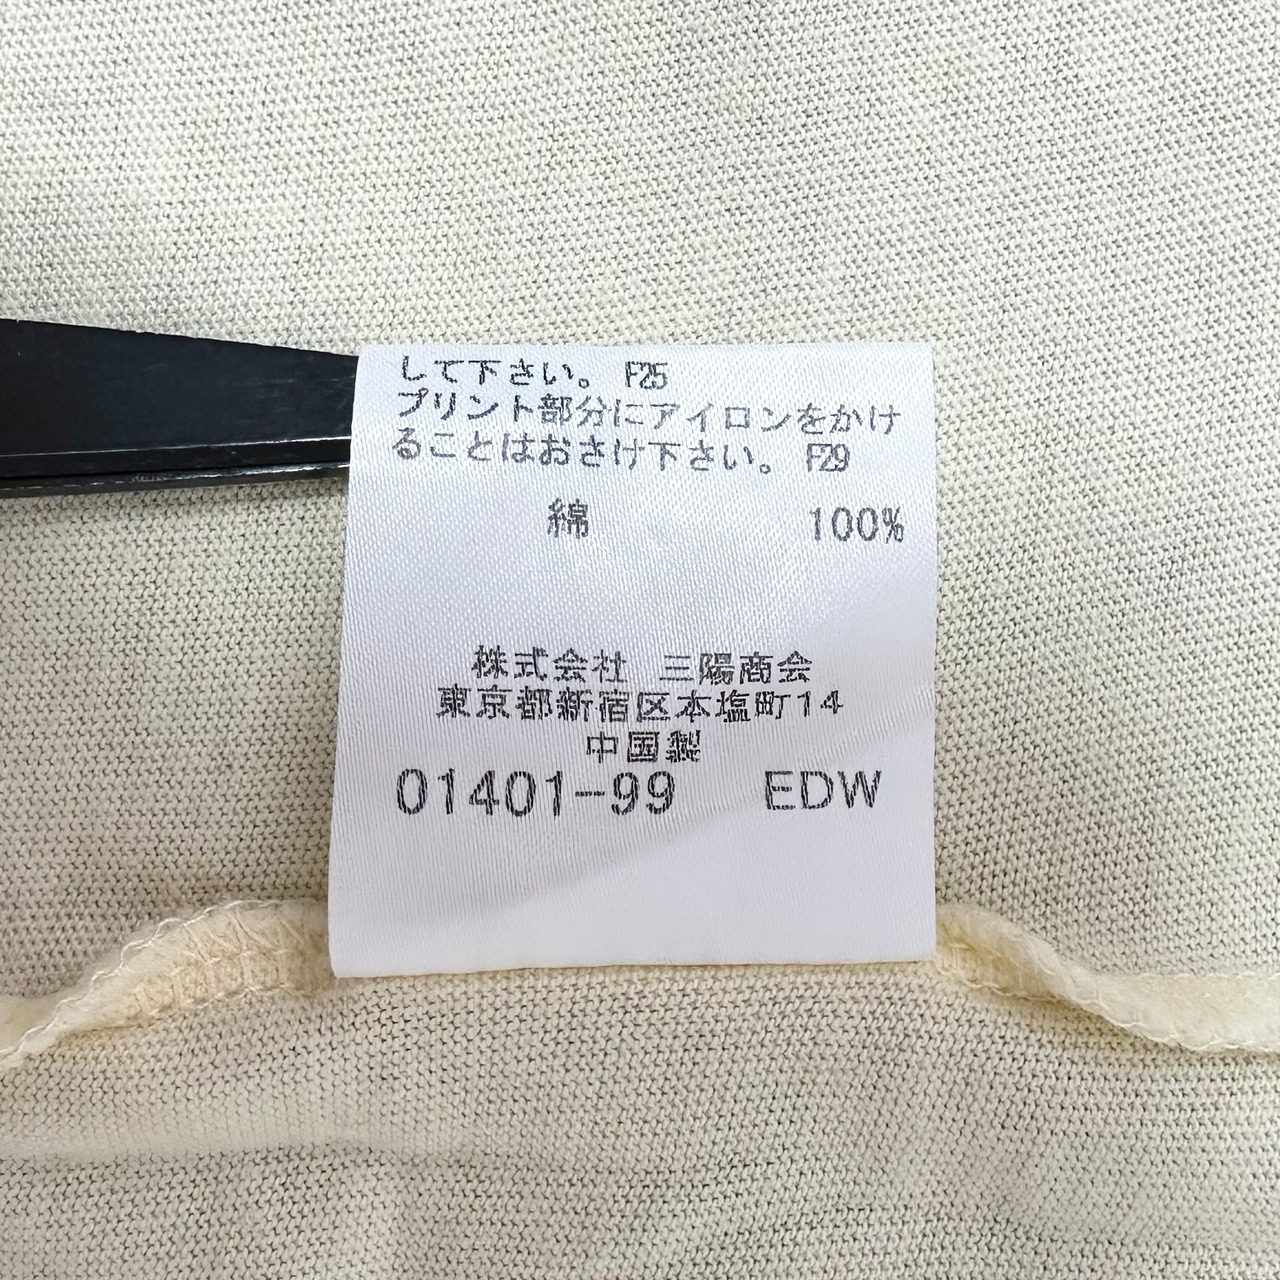 して下さい。 F25
プリント部分にアイロンをかけ
ることはおさけ下さい。 F29
綿 100%
株式会社 三陽商会
東京都新宿区本塩町14
中国製
01401-99 EDW